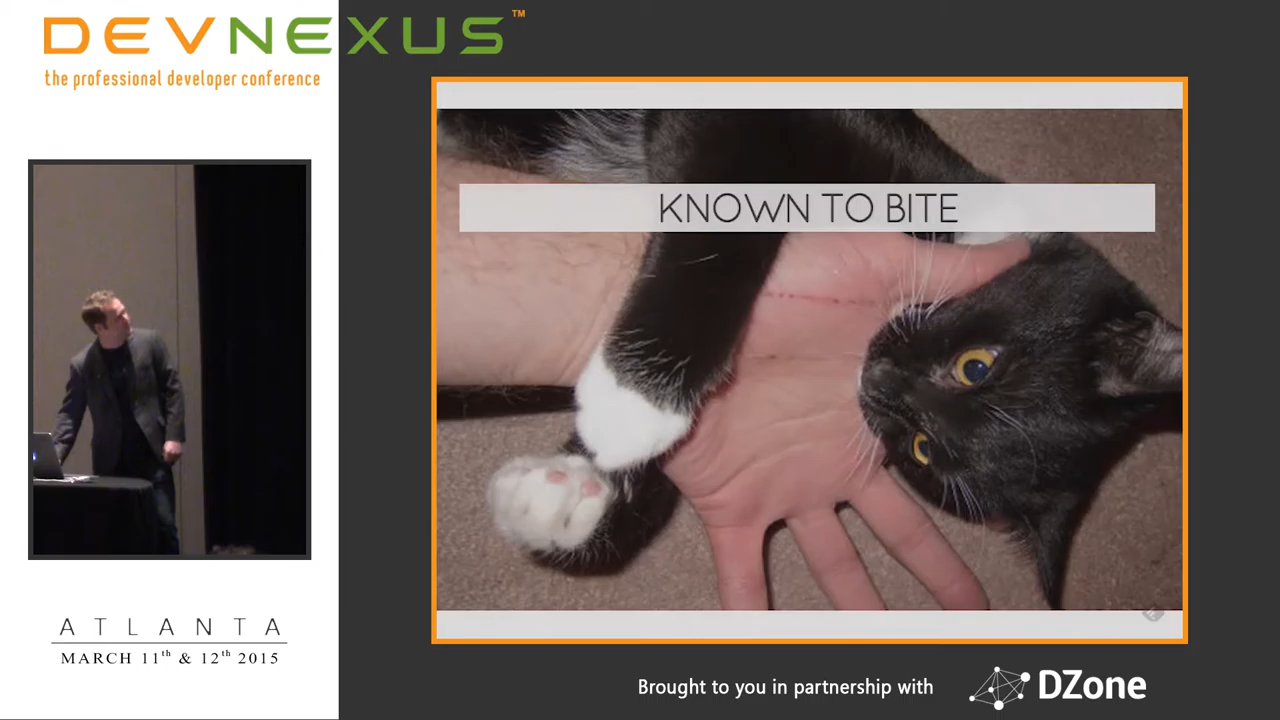 DEVNEXUS™
the professional developer conference
KNOWN TO BITE
ATLANTA
MARCH 11th & 12th 2015
Brought to you in partnership with
DZone